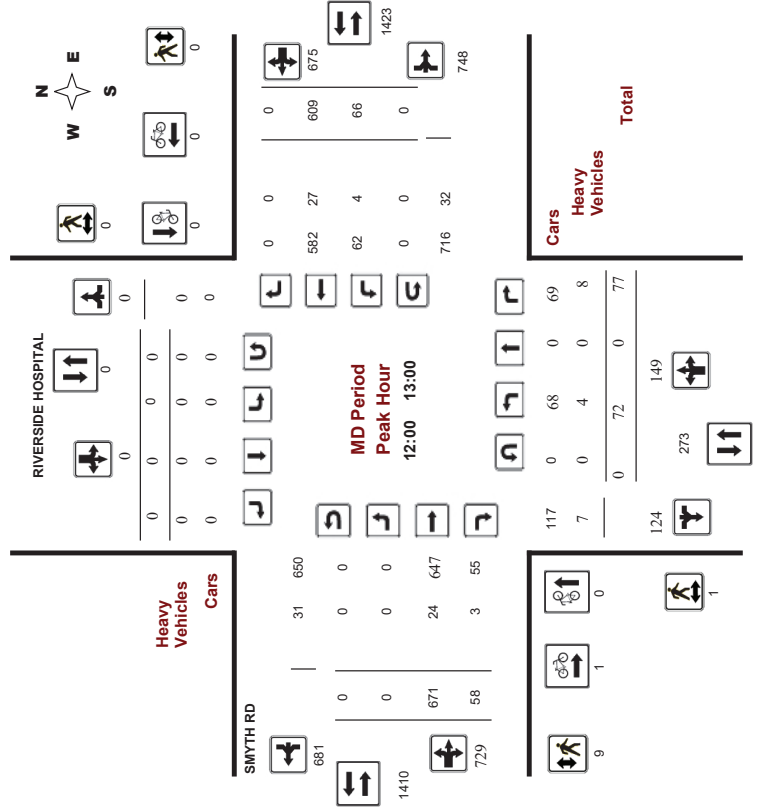 1423
N
W E
S
0
675
0
0
748
0
0 609 66 0
RIVERSIDE HOSPITAL
0
0
0
0 0 0 0
0 0 0 0 0
0 0 0 0 0
0 27 4 0 32
0 582 62 0 716
MD Period
Peak Hour
12:00 13:00
Cars
Heavy
Vehicles
Total
117 0 68 0 69
7 0 4 0 8
0 72 0 77
124
273
149
Heavy
Vehicles
Cars
650 0 0 647 55
31 0 0 24 3
0 0 671 58
SMYTH RD
681
1410
729
0
1
1
9